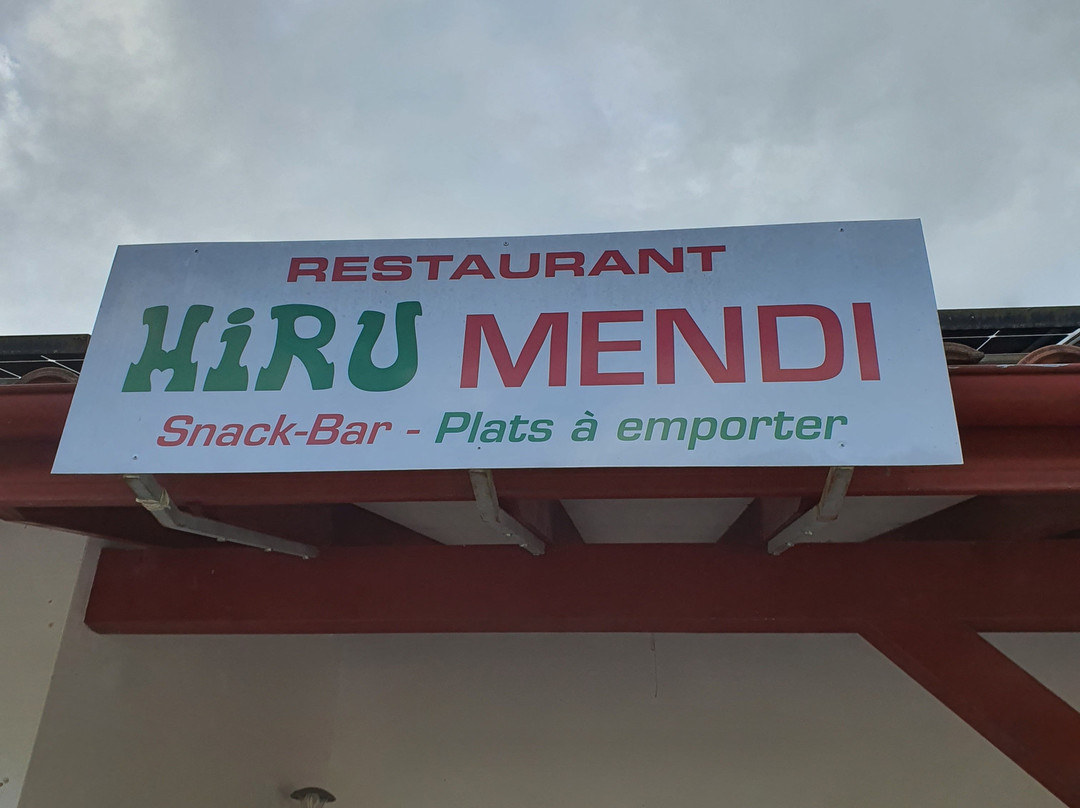 RESTAURANT
HiRU MENDI
Snack-Bar - Plats à emporter